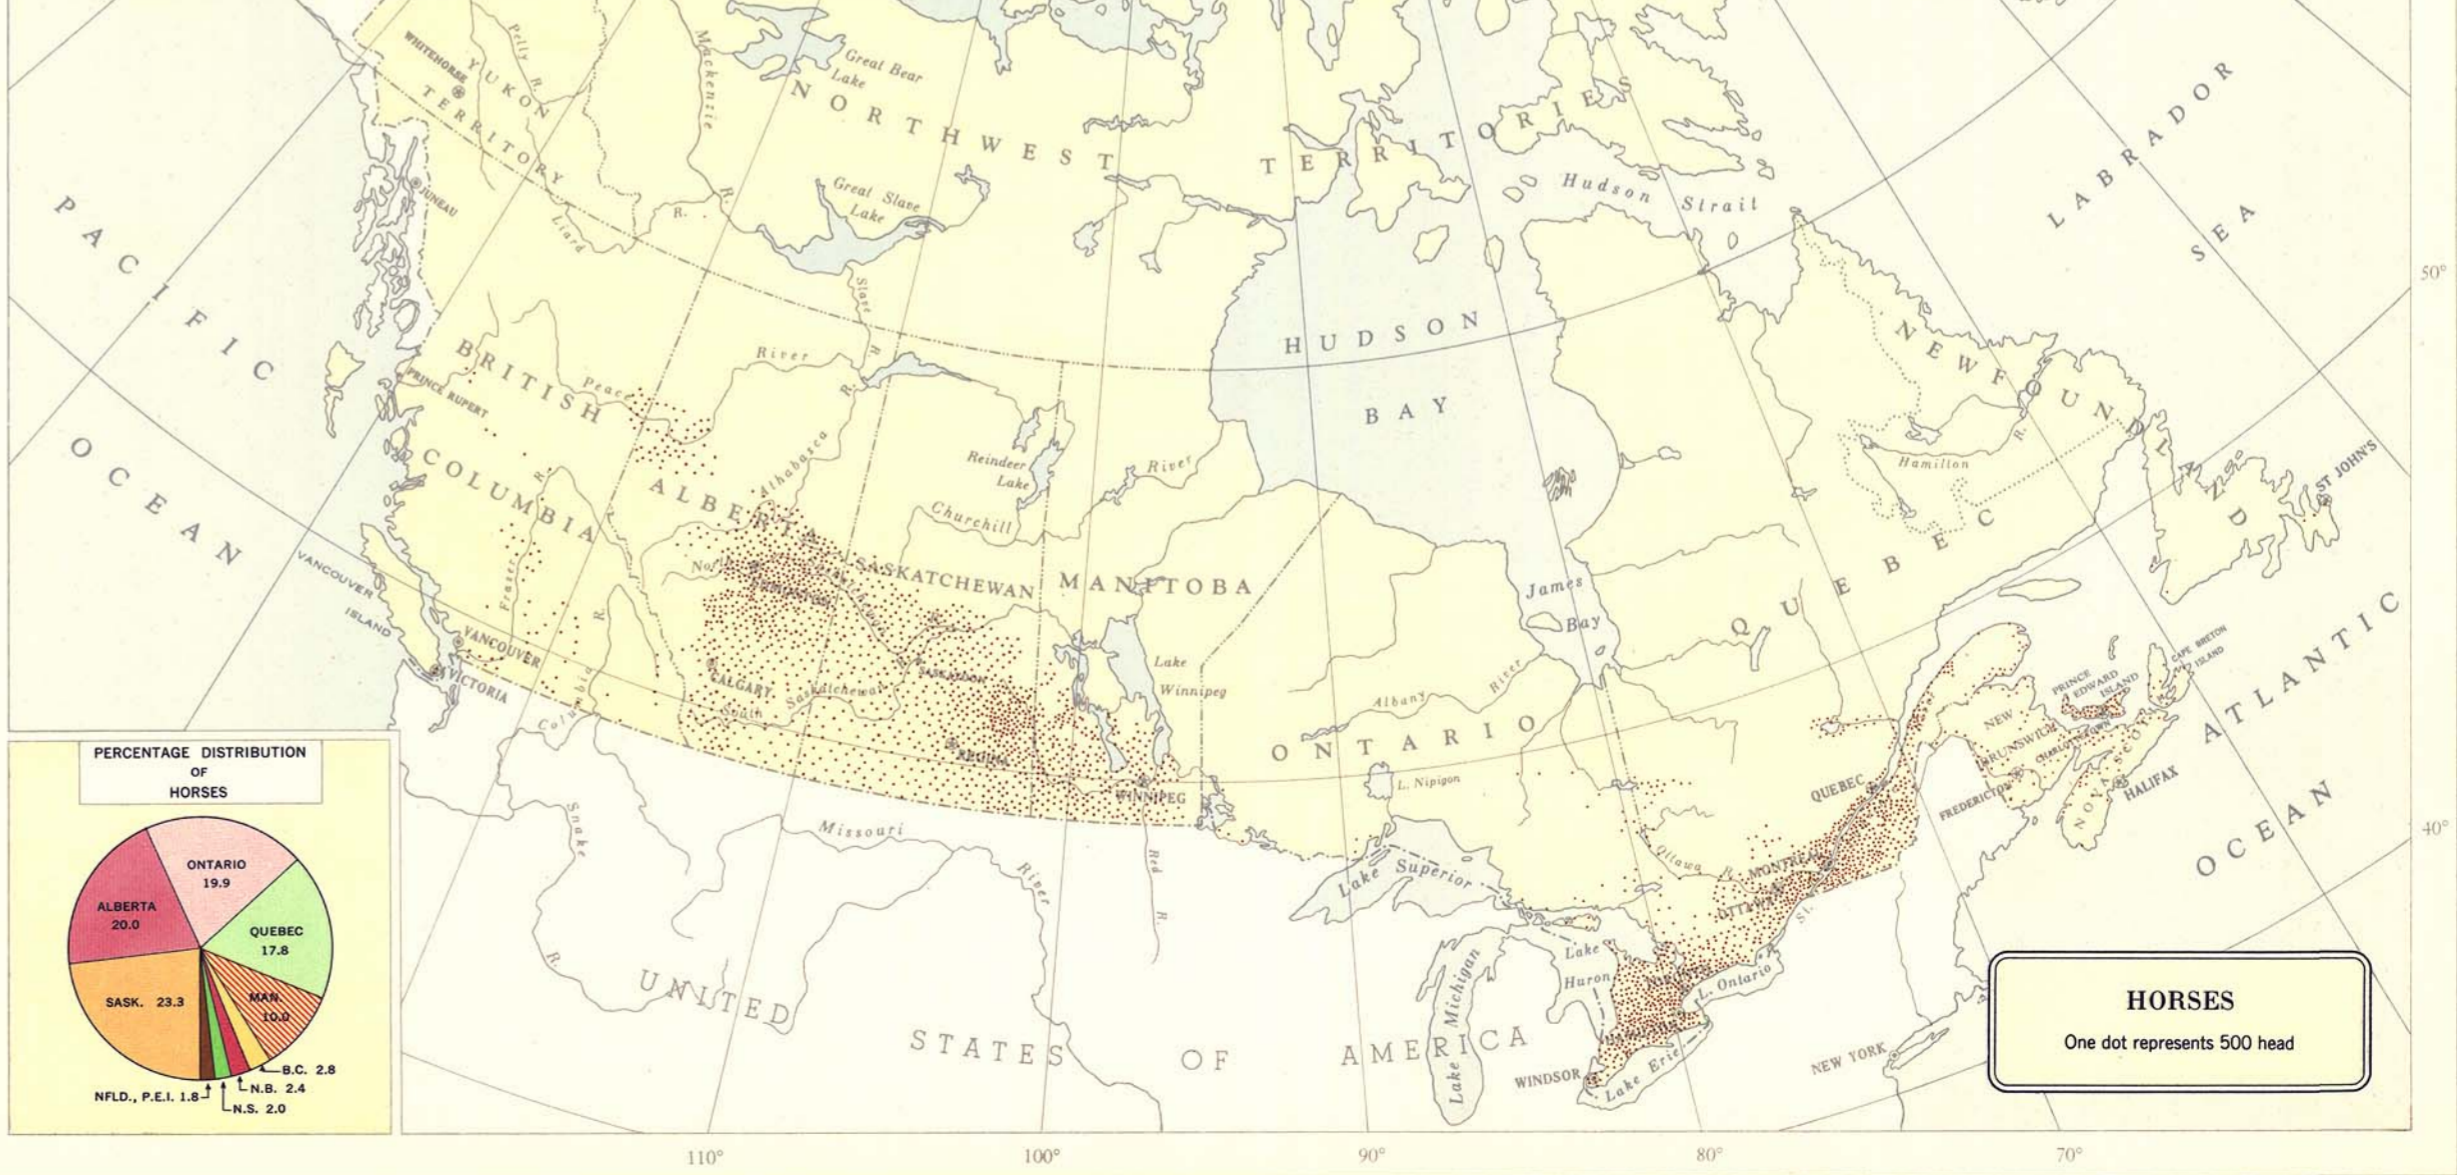 WHITEHORSE
Pelly R.
YUKON
TERRITORY
Mackenzie
R.
Great Bear
Lake
NORTHWEST TERRITORIES
JUNEAU
Liard
R.
Great Slave
Lake
Slave
R.
Hudson Strait
LABRADOR
SEA
50°
PACIFIC
OCEAN
HUDSON
BAY
BRITISH
COLUMBIA
PRINCE RUPERT
Peace
River
R.
Athabasca
ALBERTA
Reindeer
Lake
Churchill
River
NEWFOUNDLAND
Hamilton
R.
ST JOHN'S
R.
Fraser
R.
North
Saskatchewan
SASKATCHEWAN
MANITOBA
James
Bay
QUEBEC
VANCOUVER
ISLAND
VANCOUVER
VICTORIA
Columbia
EDMONTON
R.
CALGARY
South Saskatchewan
SASKATOON
REGINA
Lake
Winnipeg
WINNIPEG
ONTARIO
Albany
River
L. Nipigon
CAPE BRETON
ISLAND
PRINCE
EDWARD
ISLAND
CHARLOTTETOWN
NEW
BRUNSWICK
FREDERICTON
NOVA SCOTIA
HALIFAX
ATLANTIC
OCEAN
40°
QUEBEC
MONTREAL
OTTAWA
Ottawa R.
St.
Snake
R.
Missouri
River
Red
R.
Lake Superior
Lake Michigan
Lake
Huron
TORONTO
HAMILTON
L. Ontario
Lake Erie
WINDSOR
NEW YORK
UNITED STATES OF AMERICA
PERCENTAGE DISTRIBUTION
OF
HORSES
ONTARIO
19.9
ALBERTA
20.0
QUEBEC
17.8
SASK. 23.3
MAN.
10.0
B.C. 2.8
N.B. 2.4
NFLD., P.E.I. 1.8
N.S. 2.0
HORSES
One dot represents 500 head
110°
100°
90°
80°
70°